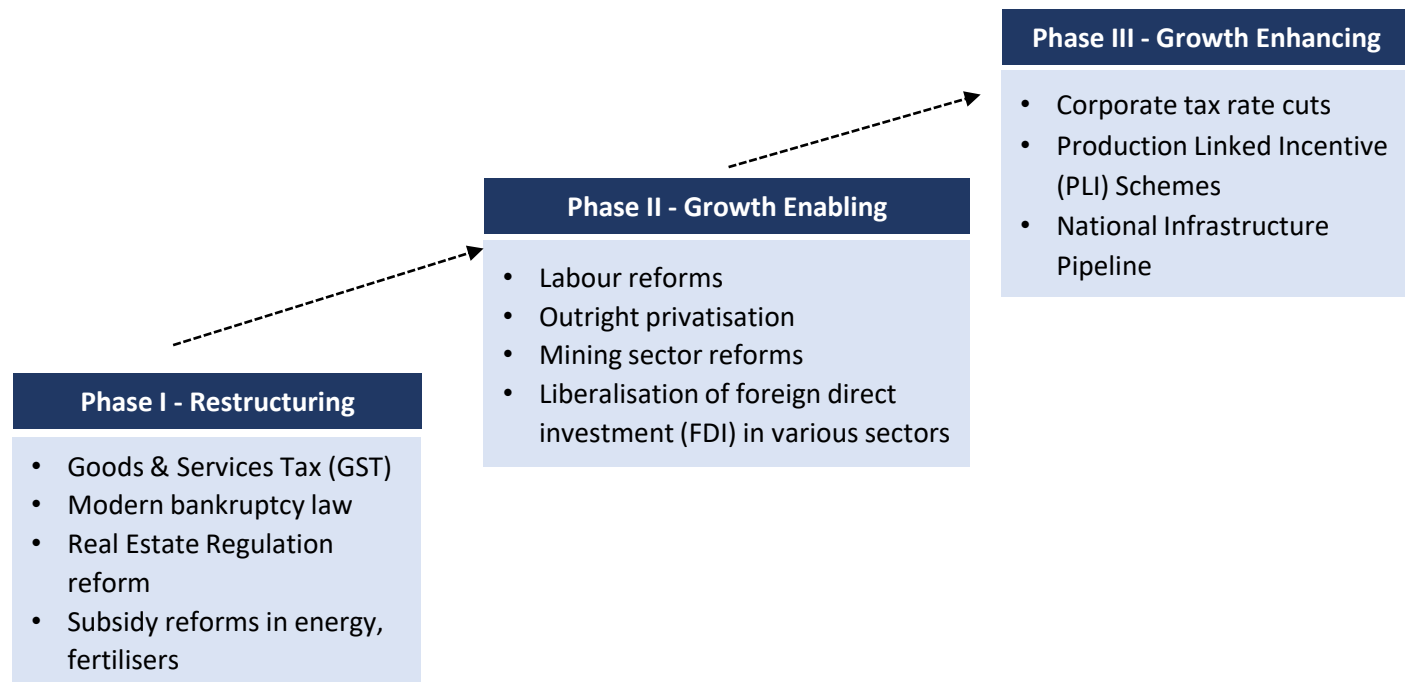 Phase III - Growth Enhancing
• Corporate tax rate cuts
• Production Linked Incentive
(PLI) Schemes
• National Infrastructure
Pipeline
Phase II - Growth Enabling
• Labour reforms
• Outright privatisation
• Mining sector reforms
• Liberalisation of foreign direct
investment (FDI) in various sectors
Phase I - Restructuring
• Goods & Services Tax (GST)
• Modern bankruptcy law
• Real Estate Regulation
reform
• Subsidy reforms in energy,
fertilisers